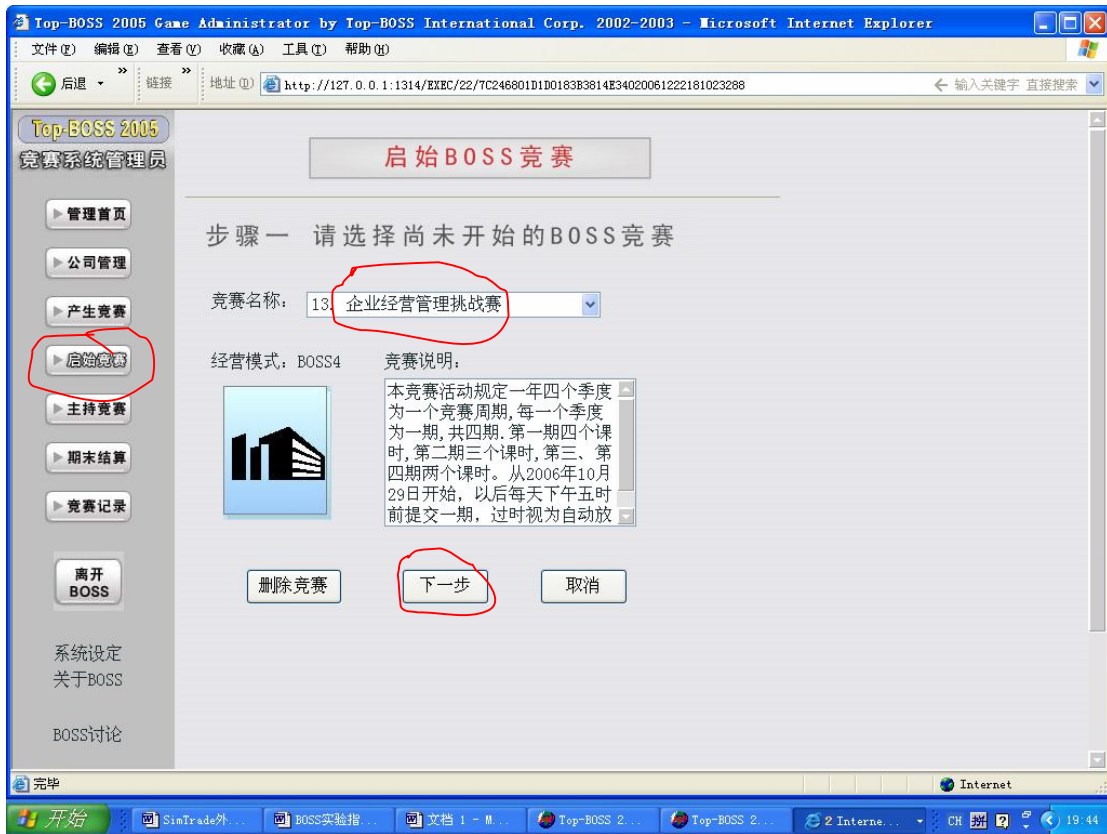 Top-BOSS 2005 Game Administrator by Top-BOSS International Corp. 2002-2003 - Microsoft Internet Explorer
文件(F) 编辑(E) 查看(V) 收藏(A) 工具(T) 帮助(H)
后退 » 链接 » 地址(D) http://127.0.0.1:1314/EXEC/22/7C246801D1D0183B3814E34020061222181023288 输入关键字 直接搜索
Top-BOSS 2005
竞赛系统管理员
启始BOSS竞赛
管理首页
步骤一 请选择尚未开始的BOSS竞赛
公司管理
竞赛名称: 13. 企业经营管理挑战赛
产生竞赛
启始竞赛
经营模式: BOSS4 竞赛说明:
本竞赛活动规定一年四个季度
为一个竞赛周期,每一个季度
主持竞赛
为一期,共四期.第一期四个课
时,第二期三个课时,第三、第
期末结算
四期两个课时。从2006年10月
29日开始，以后每天下午五时
竞赛记录
前提交一期，过时视为自动放
离开
BOSS
删除竞赛 下一步 取消
系统设定
关于BOSS
BOSS讨论
完毕 Internet
开始 SimTrade外... BOSS实验指... 文档 1 - M... Top-BOSS 2... Top-BOSS 2... 2 Interne... CH 拼 ? 19:44